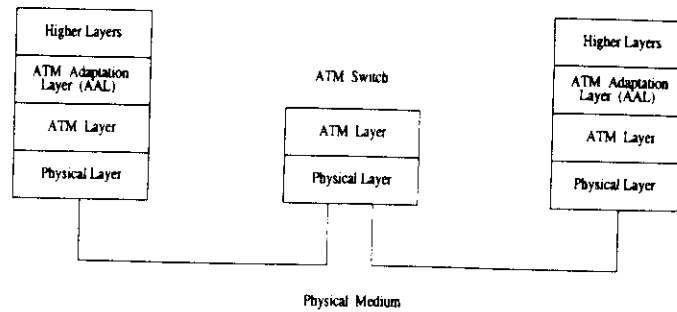 Higher Layers
ATM Adaptation
Layer (AAL)
ATM Layer
Physical Layer
ATM Switch
ATM Layer
Physical Layer
Higher Layers
ATM Adaptation
Layer (AAL)
ATM Layer
Physical Layer
Physical Medium